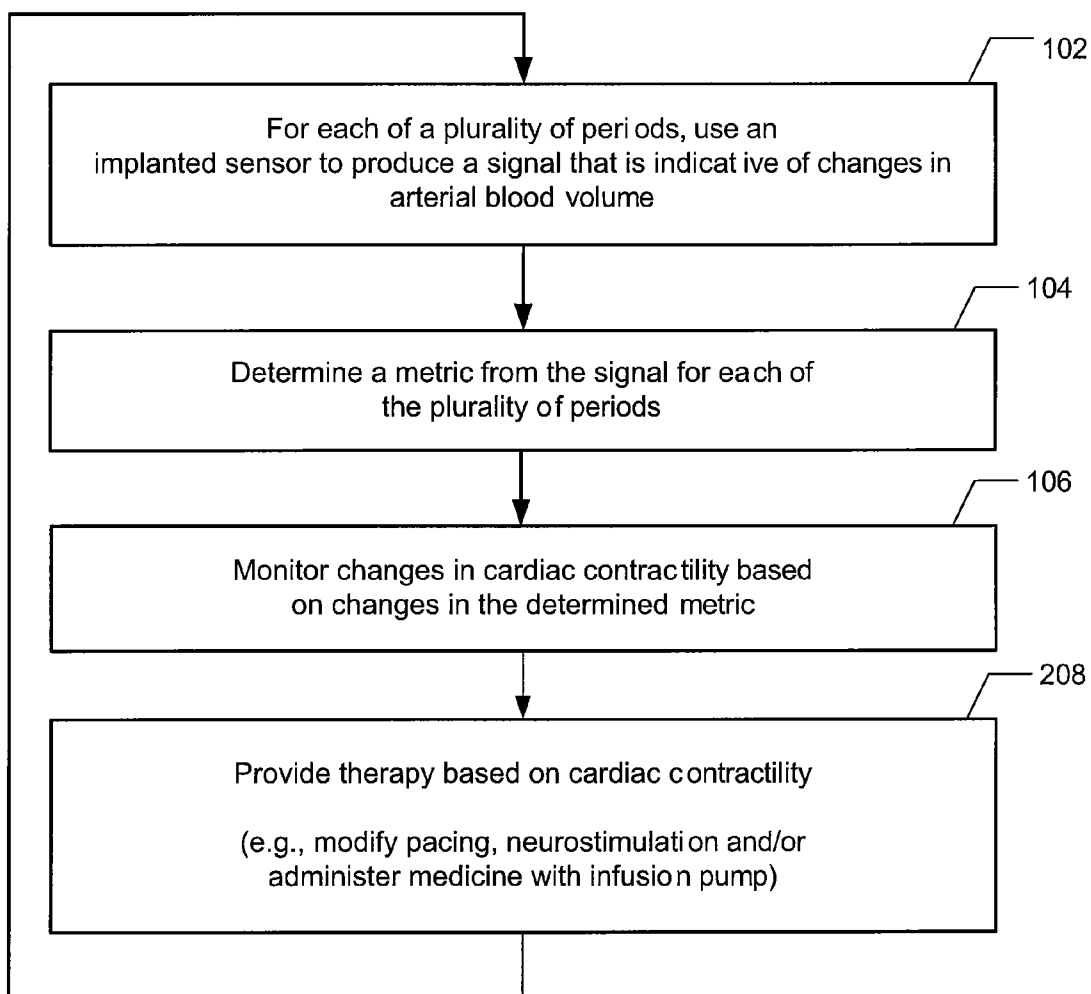 102
For each of a plurality of periods, use an
implanted sensor to produce a signal that is indicative of changes in
arterial blood volume
104
Determine a metric from the signal for each of
the plurality of periods
106
Monitor changes in cardiac contractility based
on changes in the determined metric
208
Provide therapy based on cardiac contractility
(e.g., modify pacing, neurostimulation and/or
administer medicine with infusion pump)